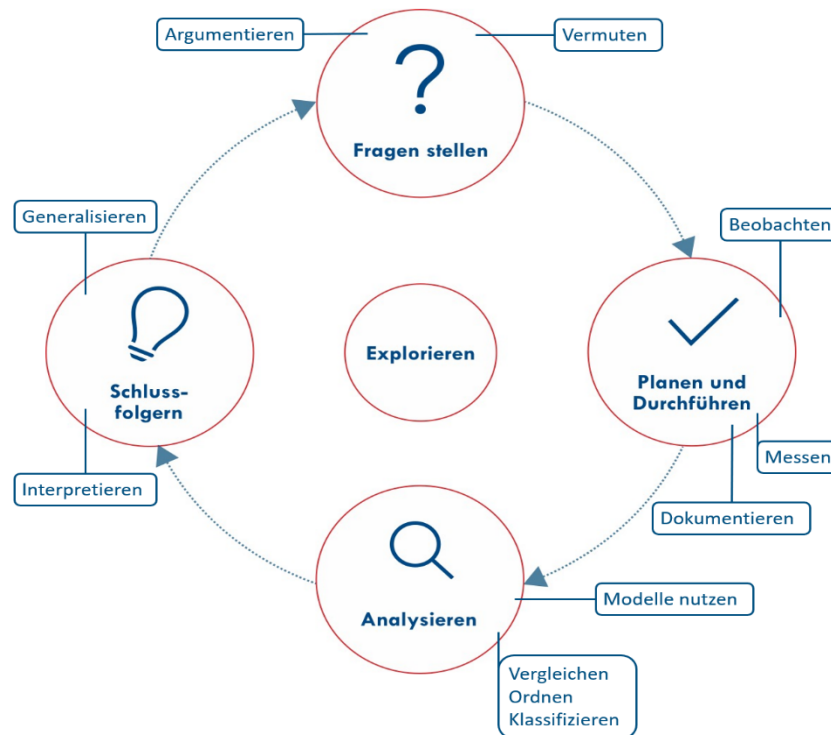 Argumentieren
Vermuten
?
Fragen stellen
Generalisieren
Beobachten
Schluss-
folgern
Explorieren
Planen und
Durchführen
Interpretieren
Messen
Dokumentieren
Analysieren
Modelle nutzen
Vergleichen
Ordnen
Klassifizieren